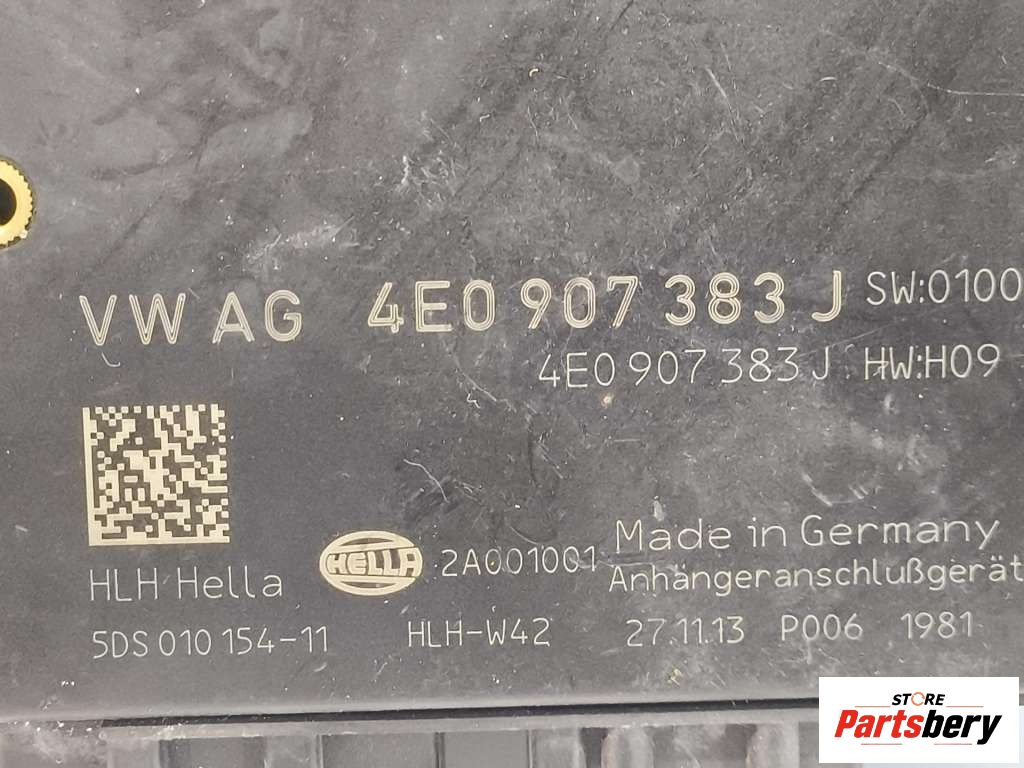 VW AG 4E0 907 383 J SW:0100
4E0 907 383 J HW:H09
HELLA 2A001001 Made in Germany
HLH Hella Anhängeranschlußgerät
5DS 010 154-11 HLH-W42 27.11.13 P006 1981
STORE
Partsbery